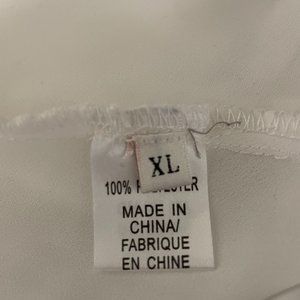 XL
100% POLYESTER
MADE IN
CHINA/
FABRIQUE
EN CHINE